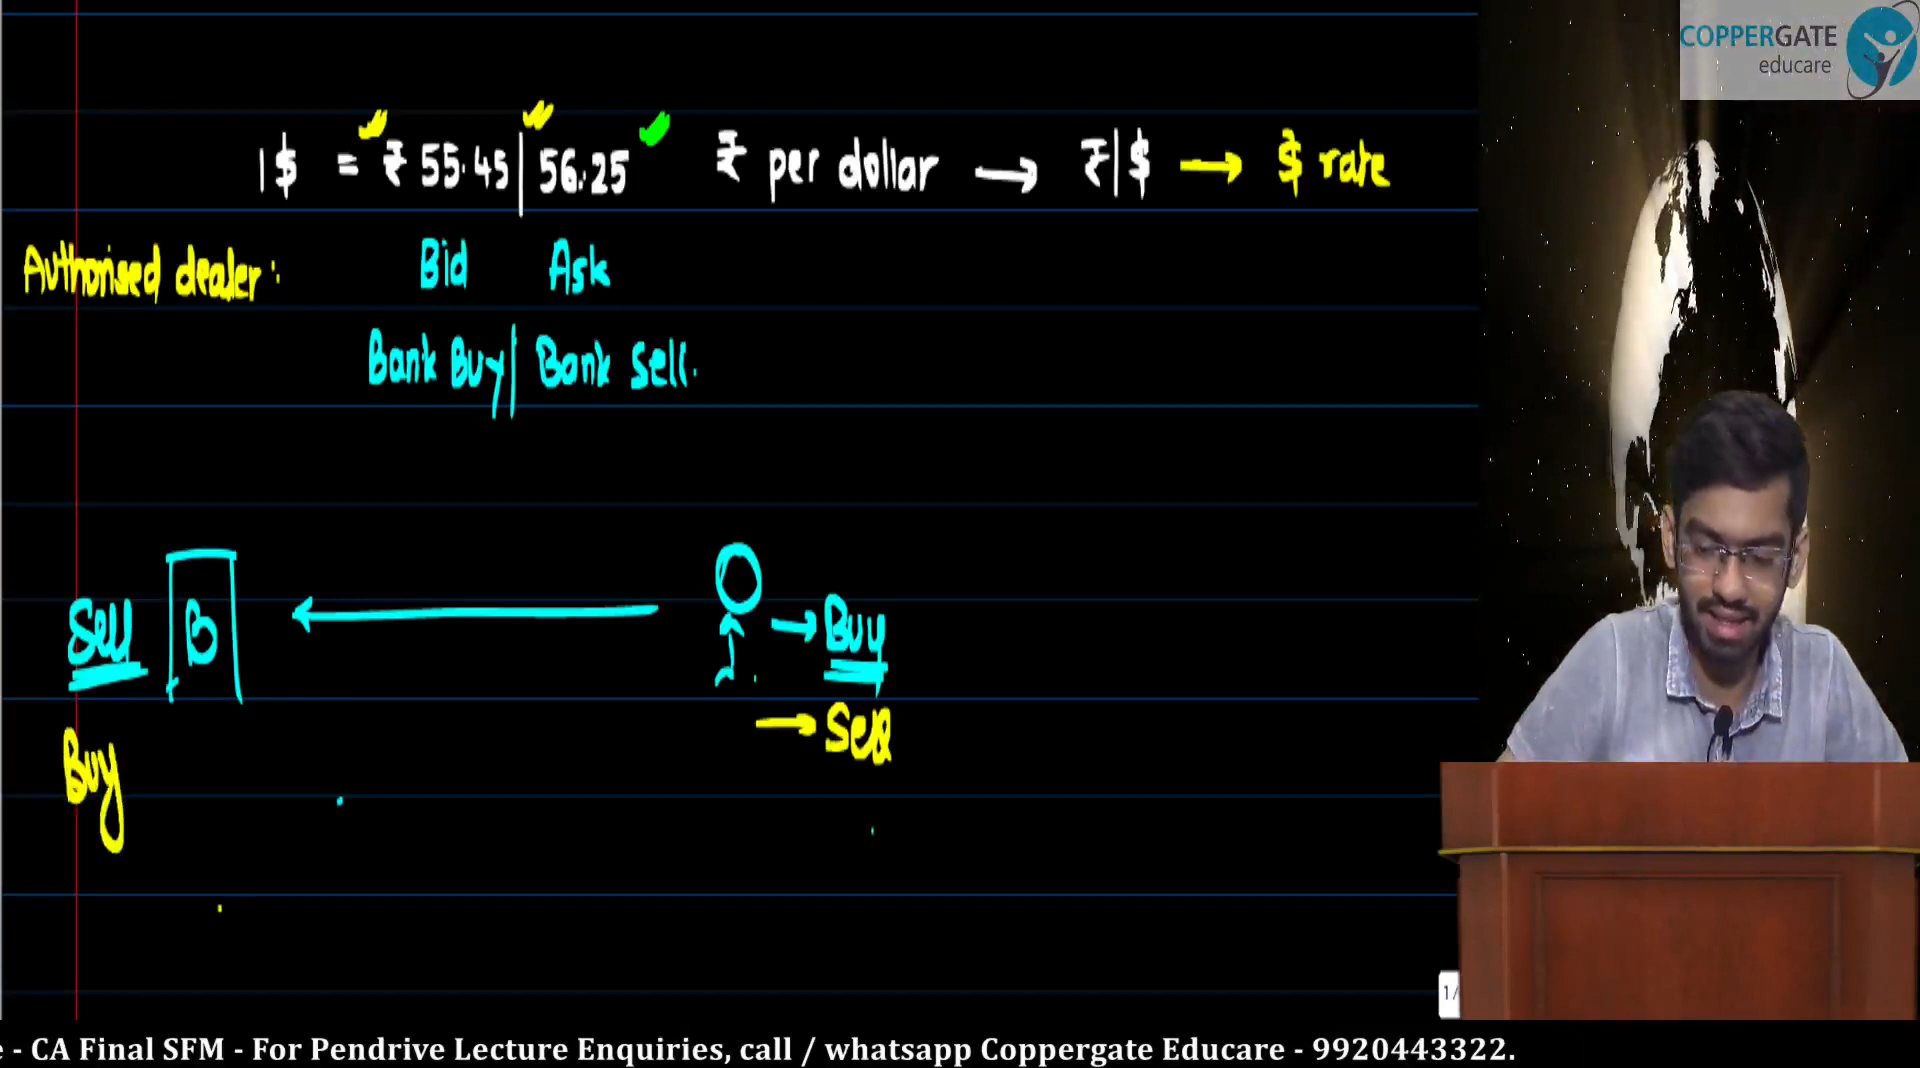 COPPERGATE
educare
1$ = ₹ 55.45 | 56.25 ₹ per dollar → ₹|$ → $ rate
Authorised dealer: Bid Ask
Bank Buy | Bank Sell.
Sell B → Buy
→ Sell
Buy
1/
- CA Final SFM - For Pendrive Lecture Enquiries, call / whatsapp Coppergate Educare - 9920443322.